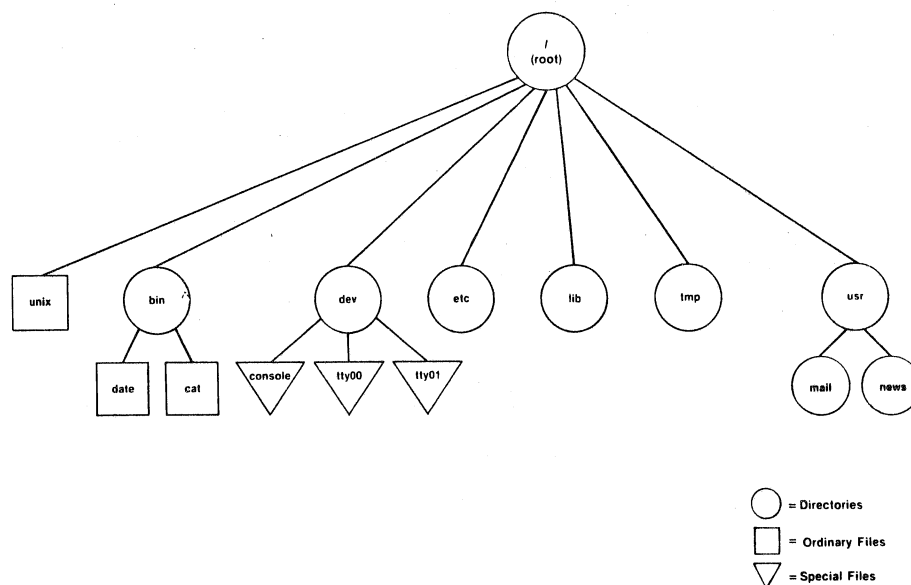 /
(root)
unix
bin
dev
etc
lib
tmp
usr
date
cat
console
tty00
tty01
mail
news
= Directories
= Ordinary Files
= Special Files